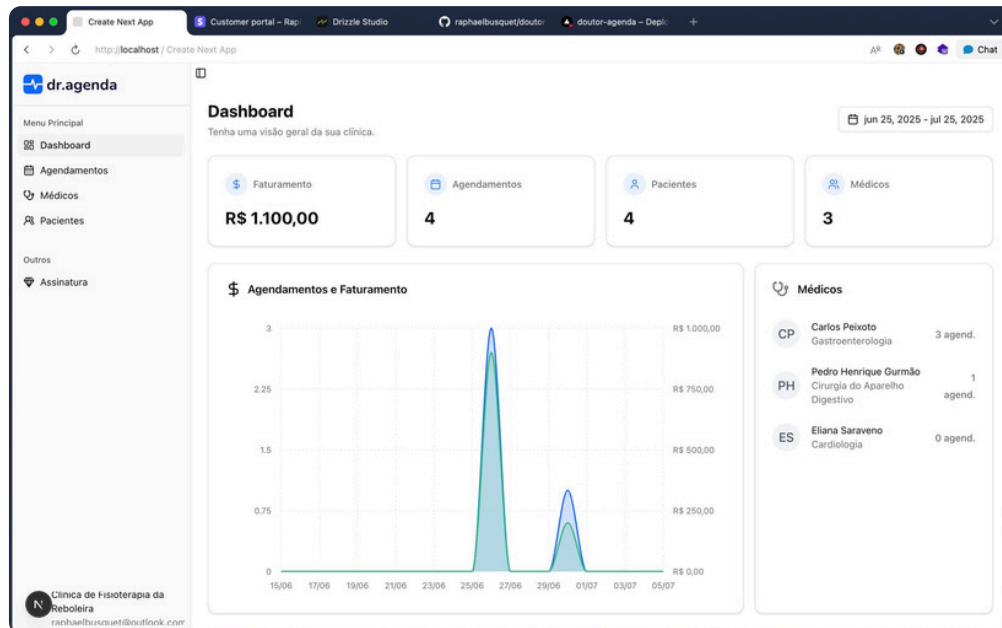 Create Next App
Customer portal – Rap
Drizzle Studio
raphaelbusquet/doutor
doutor-agenda – Deplo
http://localhost / Create Next App
Chat
dr.agenda
Menu Principal
Dashboard
Agendamentos
Médicos
Pacientes
Outros
Assinatura
N
Clínica de Fisioterapia da
Reboleira
raphaelbusquet@outlook.com
Dashboard
Tenha uma visão geral da sua clínica.
jun 25, 2025 - jul 25, 2025
$ Faturamento
R$ 1.100,00
Agendamentos
4
Pacientes
4
Médicos
3
$ Agendamentos e Faturamento
3
2.25
1.5
0.75
0
R$ 1.000,00
R$ 750,00
R$ 500,00
R$ 250,00
R$ 0,00
15/06 17/06 19/06 21/06 23/06 25/06 27/06 29/06 01/07 03/07 05/07
Médicos
CP
Carlos Peixoto
Gastroenterologia
3 agend.
PH
Pedro Henrique Gurmão
Cirurgia do Aparelho
Digestivo
1
agend.
ES
Eliana Saraveno
Cardiologia
0 agend.